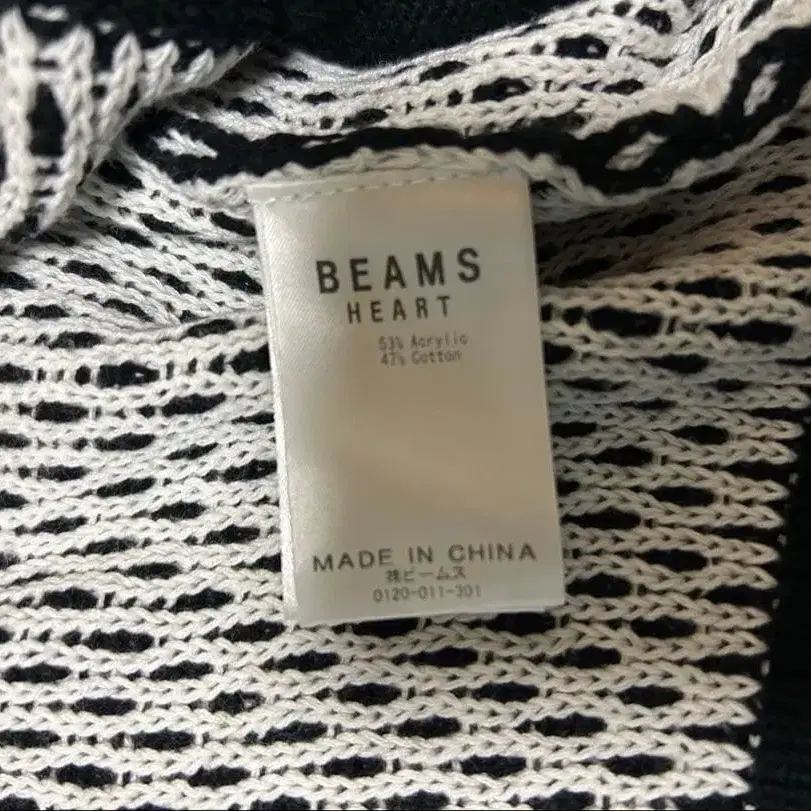 BEAMS
HEART
53% Acrylic
47% Cotton
MADE IN CHINA
㈱ビームス
0120-011-301